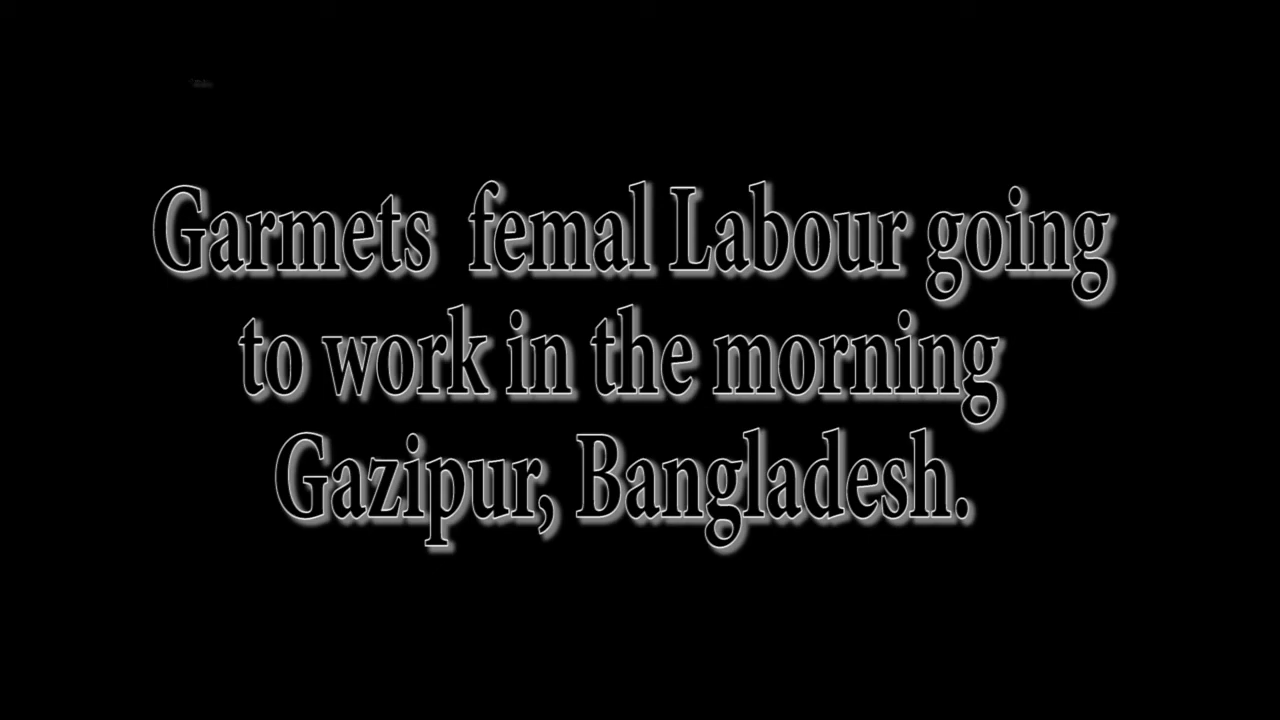 Garmets femal Labour going
to work in the morning
Gazipur, Bangladesh.